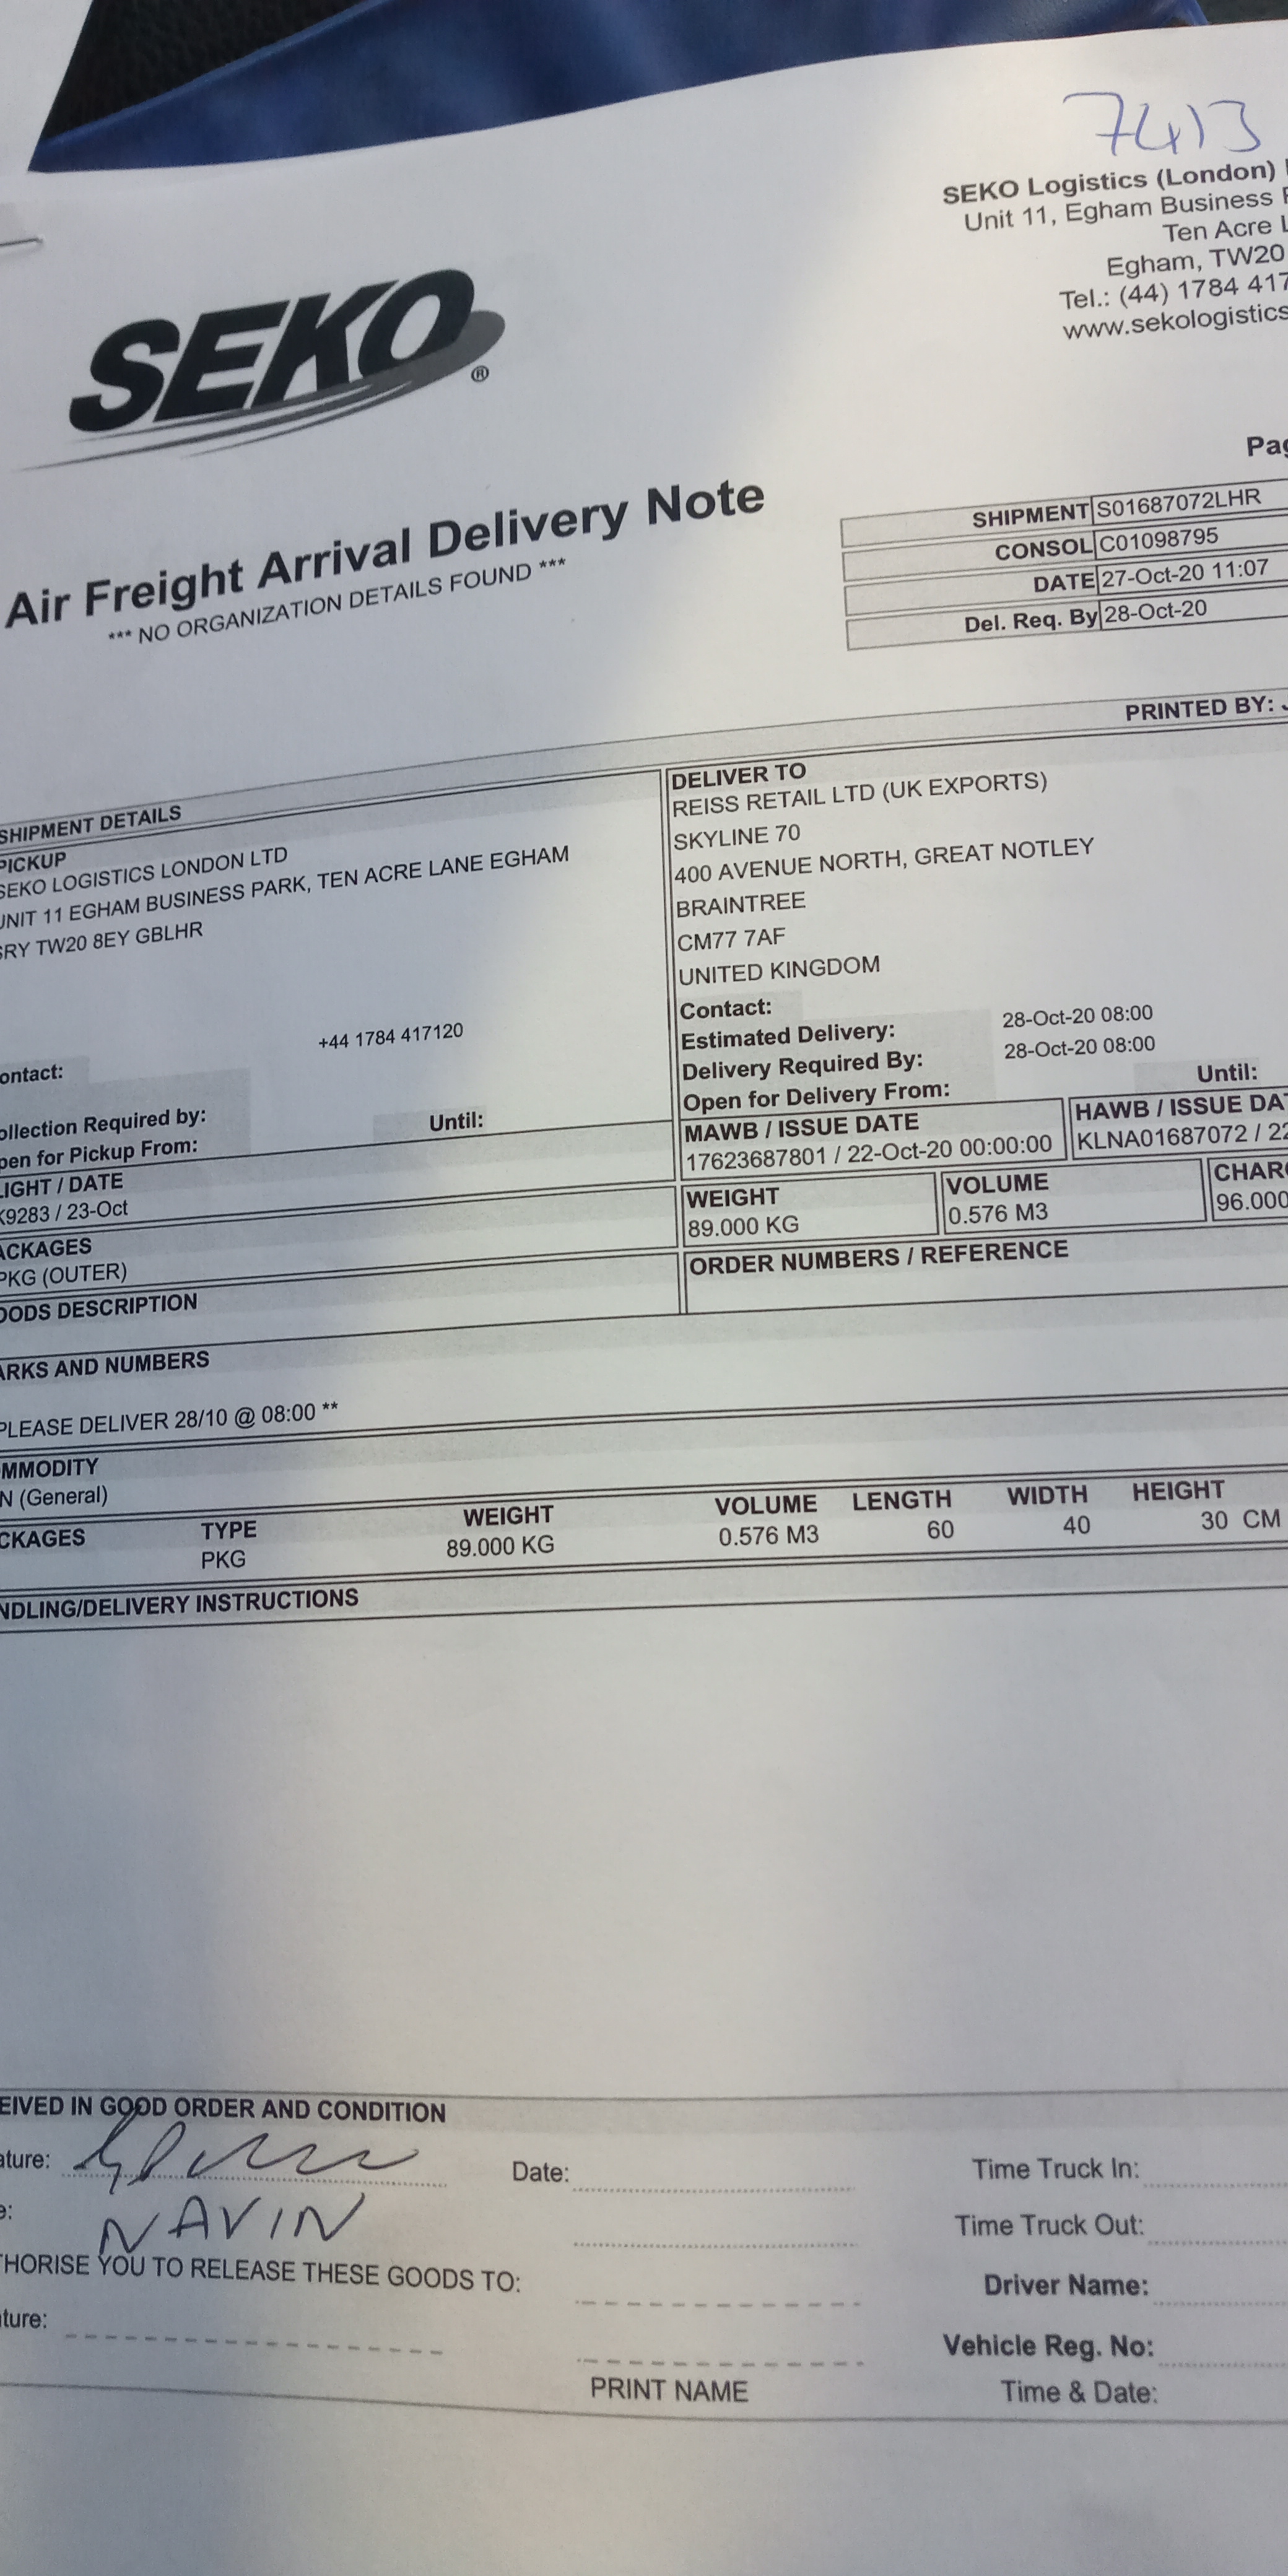 7413
SEKO Logistics (London)
Unit 11, Egham Business
Ten Acre L
Egham, TW20
Tel.: (44) 1784 417
www.sekologistics
SEKO®
Pag
Air Freight Arrival Delivery Note
*** NO ORGANIZATION DETAILS FOUND ***
SHIPMENT S01687072LHR
CONSOL C01098795
DATE 27-Oct-20 11:07
Del. Req. By 28-Oct-20
PRINTED BY:
SHIPMENT DETAILS
PICKUP
SEKO LOGISTICS LONDON LTD
UNIT 11 EGHAM BUSINESS PARK, TEN ACRE LANE EGHAM
SRY TW20 8EY GBLHR
+44 1784 417120
ontact:
ollection Required by:
pen for Pickup From: Until:
DELIVER TO
REISS RETAIL LTD (UK EXPORTS)
SKYLINE 70
400 AVENUE NORTH, GREAT NOTLEY
BRAINTREE
CM77 7AF
UNITED KINGDOM
Contact:
Estimated Delivery: 28-Oct-20 08:00
Delivery Required By: 28-Oct-20 08:00
Open for Delivery From: Until:
LIGHT / DATE
K9283 / 23-Oct
MAWB / ISSUE DATE
17623687801 / 22-Oct-20 00:00:00
HAWB / ISSUE DA
KLNA01687072 / 22
ACKAGES
PKG (OUTER)
WEIGHT
89.000 KG
VOLUME
0.576 M3
CHAR
96.000
OODS DESCRIPTION
ORDER NUMBERS / REFERENCE
ARKS AND NUMBERS
PLEASE DELIVER 28/10 @ 08:00 **
MMODITY
N (General)
CKAGES TYPE WEIGHT VOLUME LENGTH WIDTH HEIGHT
PKG 89.000 KG 0.576 M3 60 40 30 CM
NDLING/DELIVERY INSTRUCTIONS
EIVED IN GOOD ORDER AND CONDITION
ature: Date: Time Truck In:
e: NAVIN Time Truck Out:
THORISE YOU TO RELEASE THESE GOODS TO: Driver Name:
ature: Vehicle Reg. No:
PRINT NAME Time & Date: